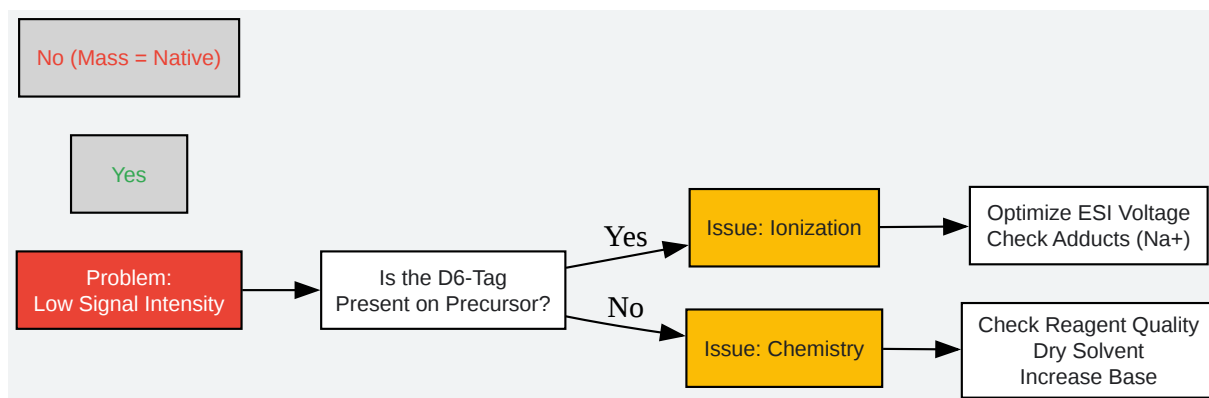 No (Mass = Native)
Yes
Problem:
Low Signal Intensity
Is the D6-Tag
Present on Precursor?
Yes
No
Issue: Ionization
Issue: Chemistry
Optimize ESI Voltage
Check Adducts (Na+)
Check Reagent Quality
Dry Solvent
Increase Base